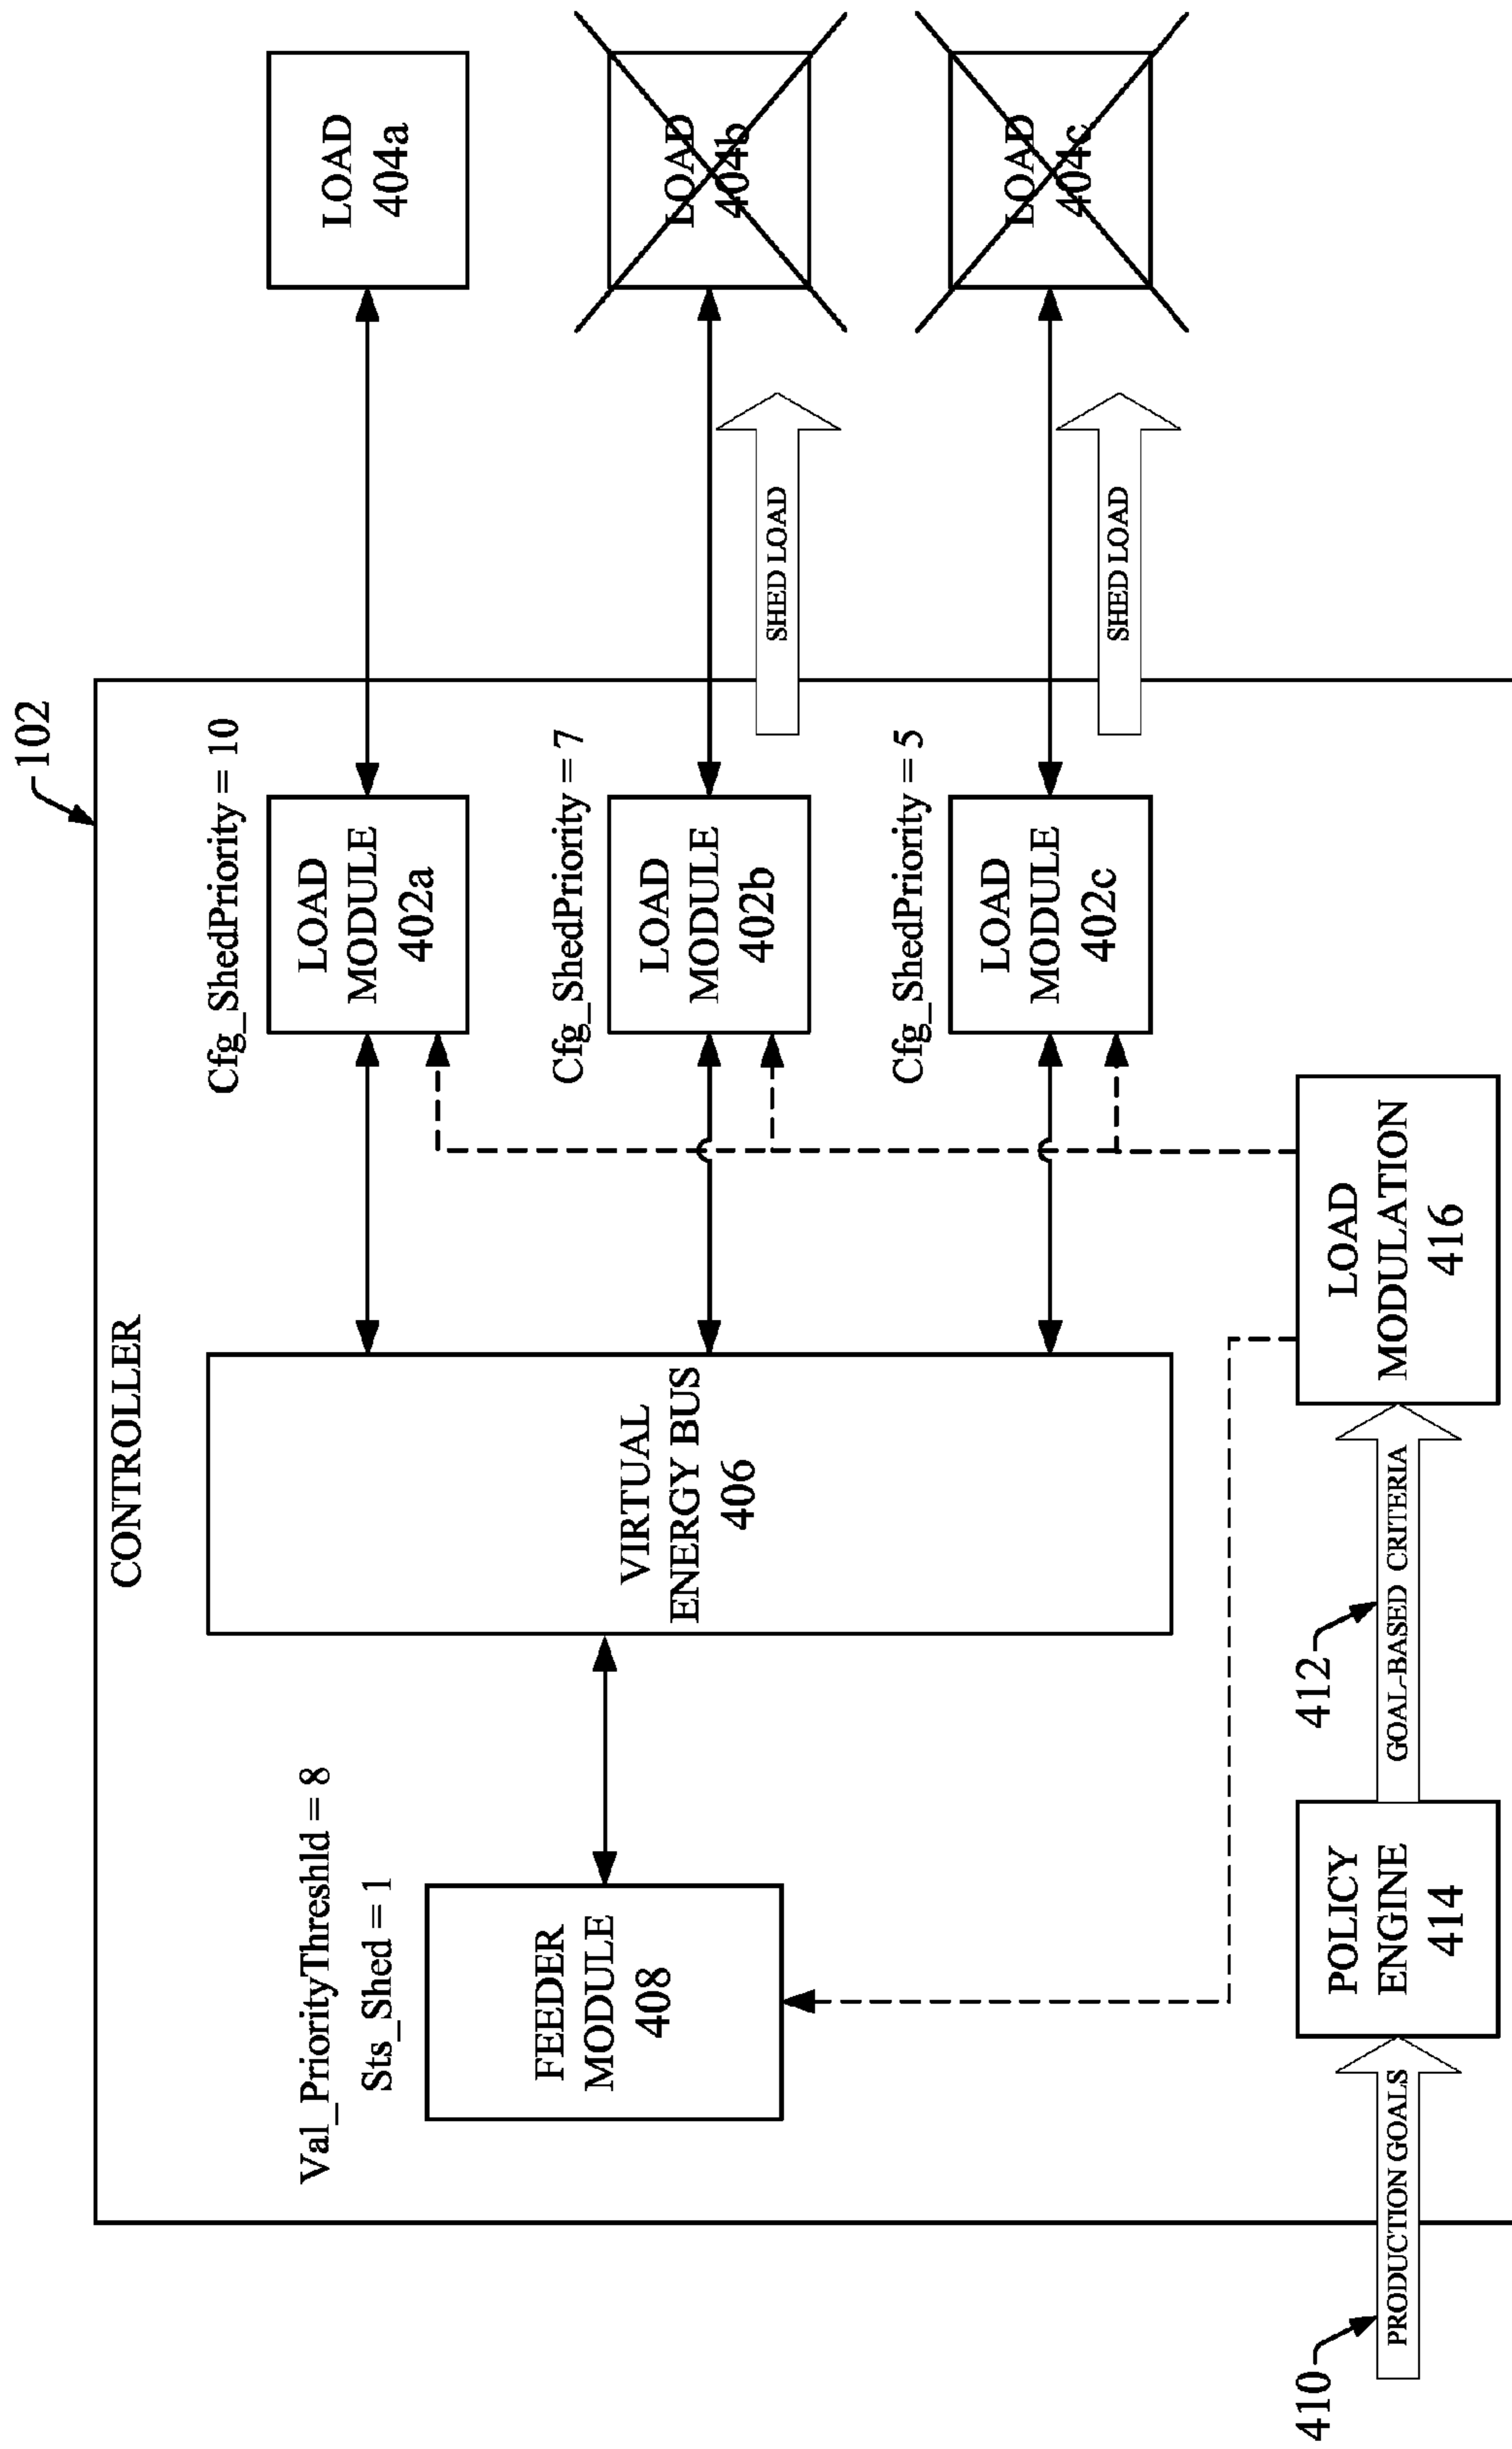 102
CONTROLLER
Val_PriorityThreshld = 8
Sts_Shed = 1
FEEDER
MODULE
408
VIRTUAL
ENERGY BUS
406
Cfg_ShedPriority = 10
LOAD
MODULE
402a
LOAD
404a
Cfg_ShedPriority = 7
LOAD
MODULE
402b
LOAD
404b
SHED LOAD
Cfg_ShedPriority = 5
LOAD
MODULE
402c
LOAD
404c
SHED LOAD
410
PRODUCTION GOALS
POLICY
ENGINE
414
412
GOAL-BASED CRITERIA
LOAD
MODULATION
416